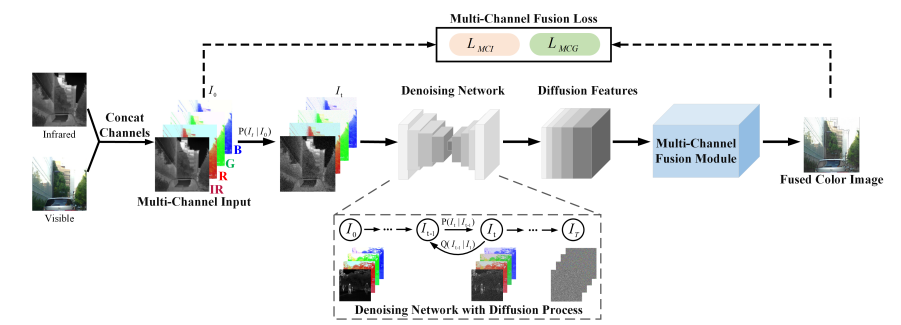 Multi-Channel Fusion Loss
L_MCI
L_MCG
Infrared
Visible
Concat
Channels
I_0
B
G
R
IR
Multi-Channel Input
P(I_t | I_0)
I_t
Denoising Network
Diffusion Features
Multi-Channel
Fusion Module
Fused Color Image
I_0
...
I_t-1
P(I_t | I_t-1)
Q(I_t-1 | I_t)
I_t
...
I_T
Denoising Network with Diffusion Process